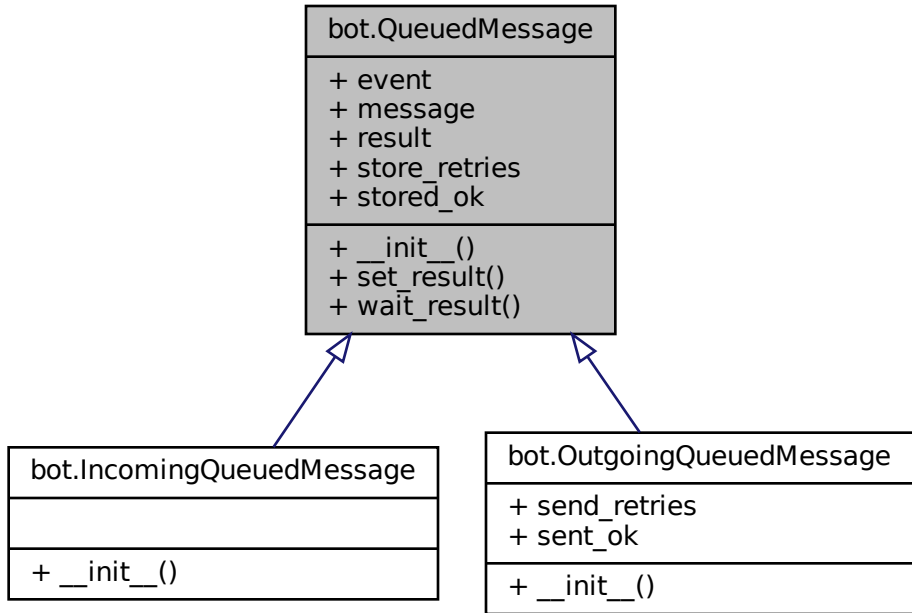 bot.QueuedMessage
+ event
+ message
+ result
+ store_retries
+ stored_ok
+ __init__()
+ set_result()
+ wait_result()
bot.IncomingQueuedMessage
+ __init__()
bot.OutgoingQueuedMessage
+ send_retries
+ sent_ok
+ __init__()